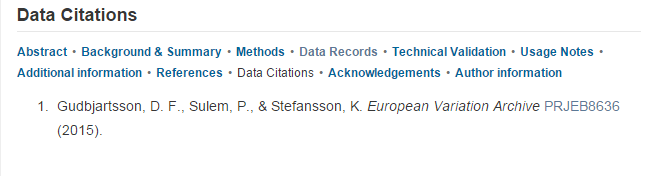 Data Citations
Abstract • Background & Summary • Methods • Data Records • Technical Validation • Usage Notes •
Additional information • References • Data Citations • Acknowledgements • Author information
1. Gudbjartsson, D. F., Sulem, P., & Stefansson, K. European Variation Archive PRJEB8636
(2015).